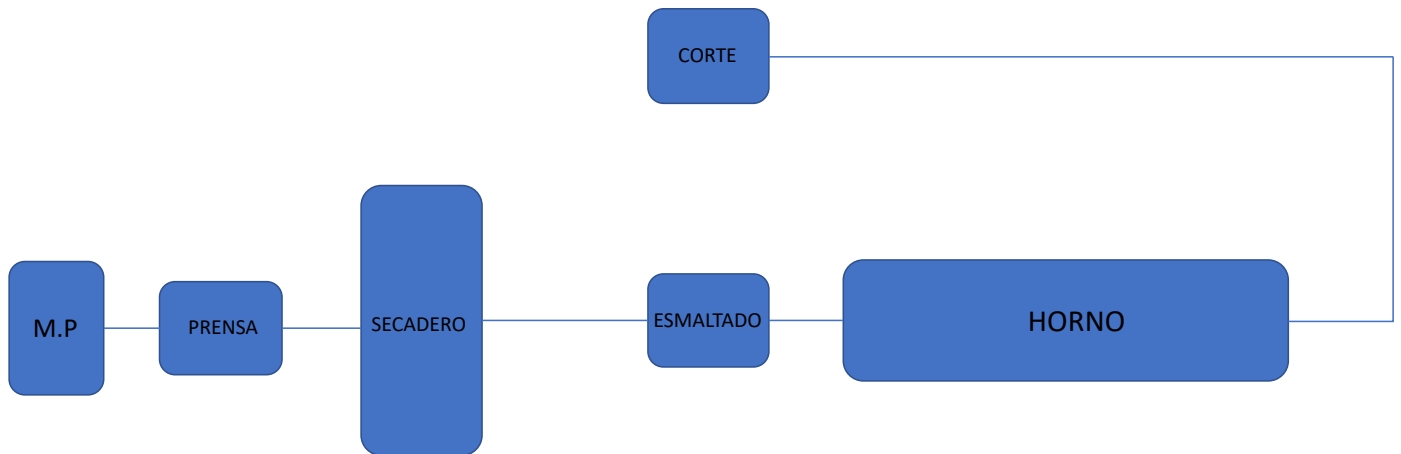 CORTE
M.P
PRENSA
SECADERO
ESMALTADO
HORNO